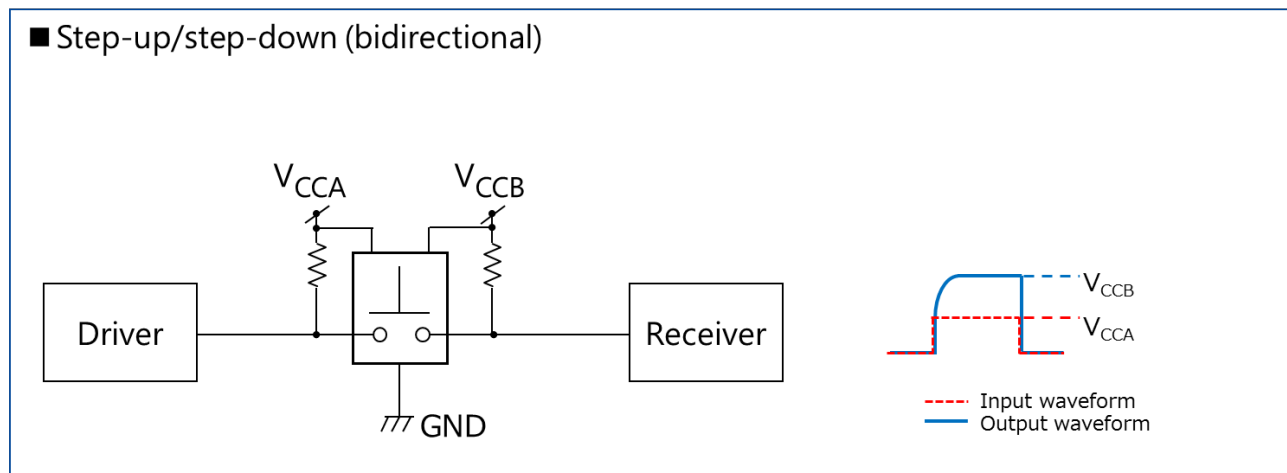 ■ Step-up/step-down (bidirectional)
VCCA
VCCB
Driver
Receiver
GND
VCCB
VCCA
Input waveform
Output waveform